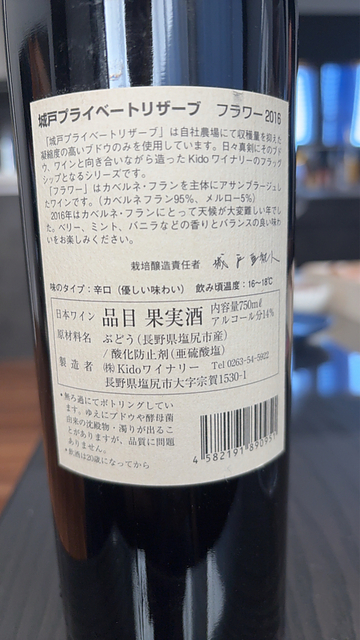 城戸プライベートリザーブ フラワー2016
「城戸プライベートリザーブ」は自社農場にて収穫量を抑えた
凝縮度の高いブドウのみを使用しています。日々真剣にそのブド
ウ、ワインと向き合いながら造ったKidoワイナリーのフラッグ
シップとなるシリーズです。
「フラワー」はカベルネ・フランを主体にアサンブラージュし
たワインです。(カベルネフラン95%、メルロー5%)
2016年はカベルネ・フランにとって天候が大変難しい年でし
た。ベリー、ミント、バニラなどの香りとバランスの良い味わい
をお楽しみください。
栽培醸造責任者
味のタイプ:辛口(優しい味わい) 飲み頃温度:16~18℃
日本ワイン 品目 果実酒 内容量750mℓ
アルコール分14%
原材料名 ぶどう(長野県塩尻市産)
/酸化防止剤(亜硫酸塩)
製造者 (株)Kidoワイナリー Tel 0263-54-5922
長野県塩尻市大字宗賀1530-1
*無ろ過にてボトリングしてい
ます。ゆえにブドウや酵母菌
由来の沈殿物・濁りが出るこ
とがありますが、品質に問題
ありません。
*飲酒は20歳になってから
4 582191 89095